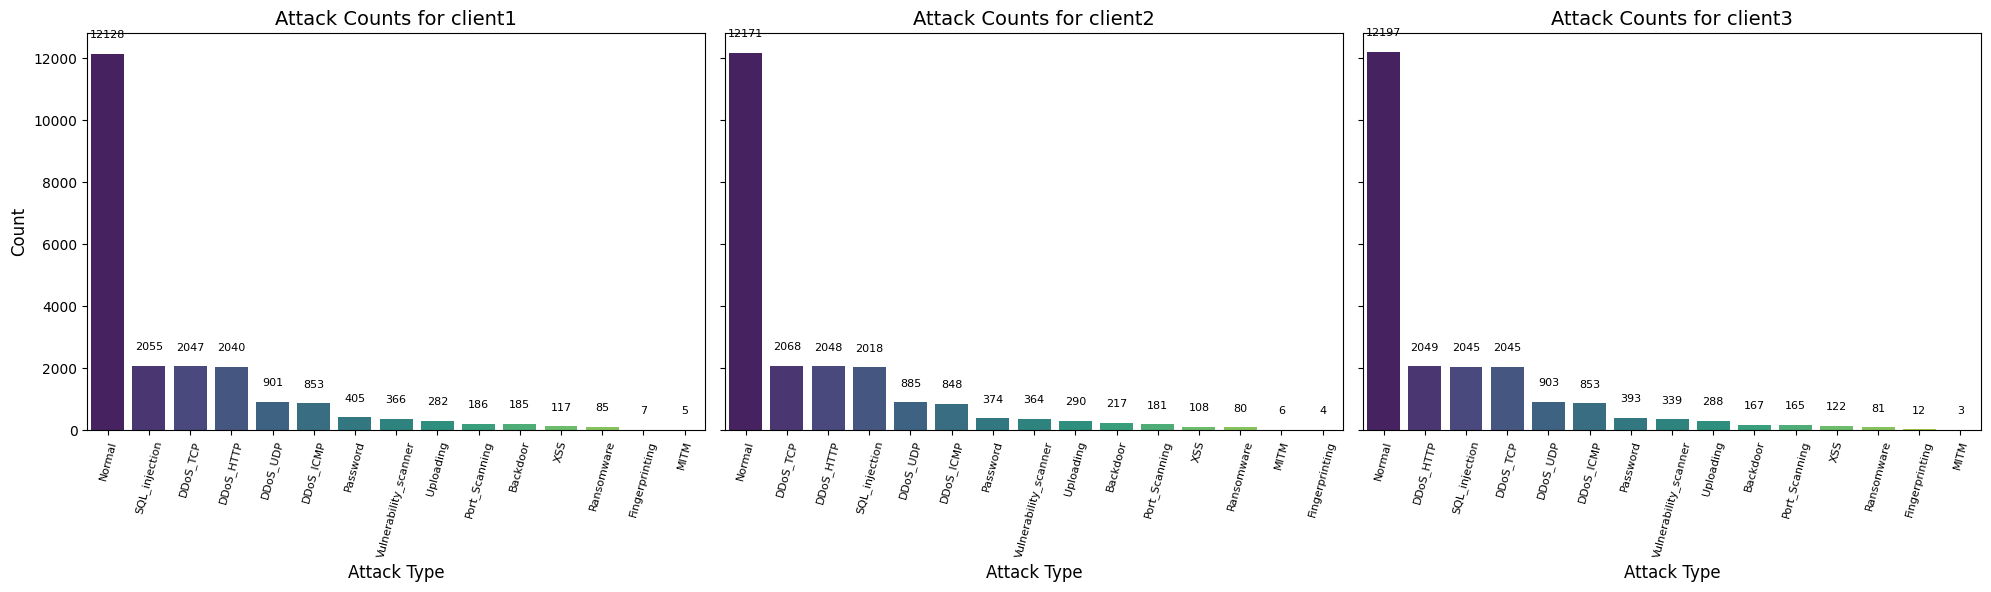 Attack Counts for client1
12128
12000
10000
8000
6000
4000
2000
0
Count
2055
2047
2040
901
853
405
366
282
186
185
117
85
7
5
Normal
SQL_injection
DDoS_TCP
DDoS_HTTP
DDoS_UDP
DDoS_ICMP
Password
Vulnerability_scanner
Uploading
Port_Scanning
Backdoor
XSS
Ransomware
Fingerprinting
MITM
Attack Type
Attack Counts for client2
12171
2068
2048
2018
885
848
374
364
290
217
181
108
80
6
4
Normal
DDoS_TCP
DDoS_HTTP
SQL_injection
DDoS_UDP
DDoS_ICMP
Password
Vulnerability_scanner
Uploading
Backdoor
Port_Scanning
XSS
Ransomware
MITM
Fingerprinting
Attack Type
Attack Counts for client3
12197
2049
2045
2045
903
853
393
339
288
167
165
122
81
12
3
Normal
DDoS_HTTP
SQL_injection
DDoS_TCP
DDoS_UDP
DDoS_ICMP
Password
Vulnerability_scanner
Uploading
Backdoor
Port_Scanning
XSS
Ransomware
Fingerprinting
MITM
Attack Type